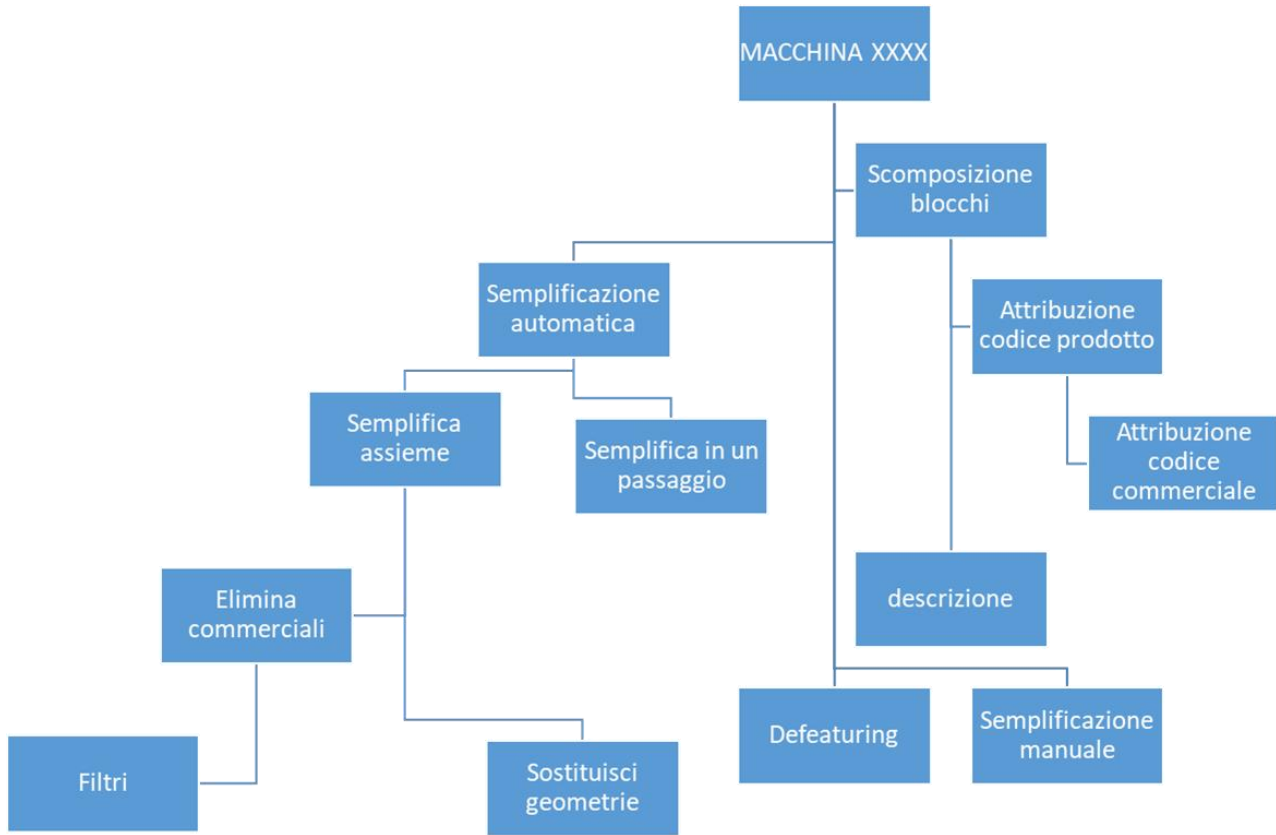 MACCHINA XXXX
Scomposizione
blocchi
Semplificazione
automatica
Attribuzione
codice prodotto
Semplifica
assieme
Semplifica in un
passaggio
Attribuzione
codice
commerciale
Elimina
commerciali
descrizione
Filtri
Sostituisci
geometrie
Defeaturing
Semplificazione
manuale